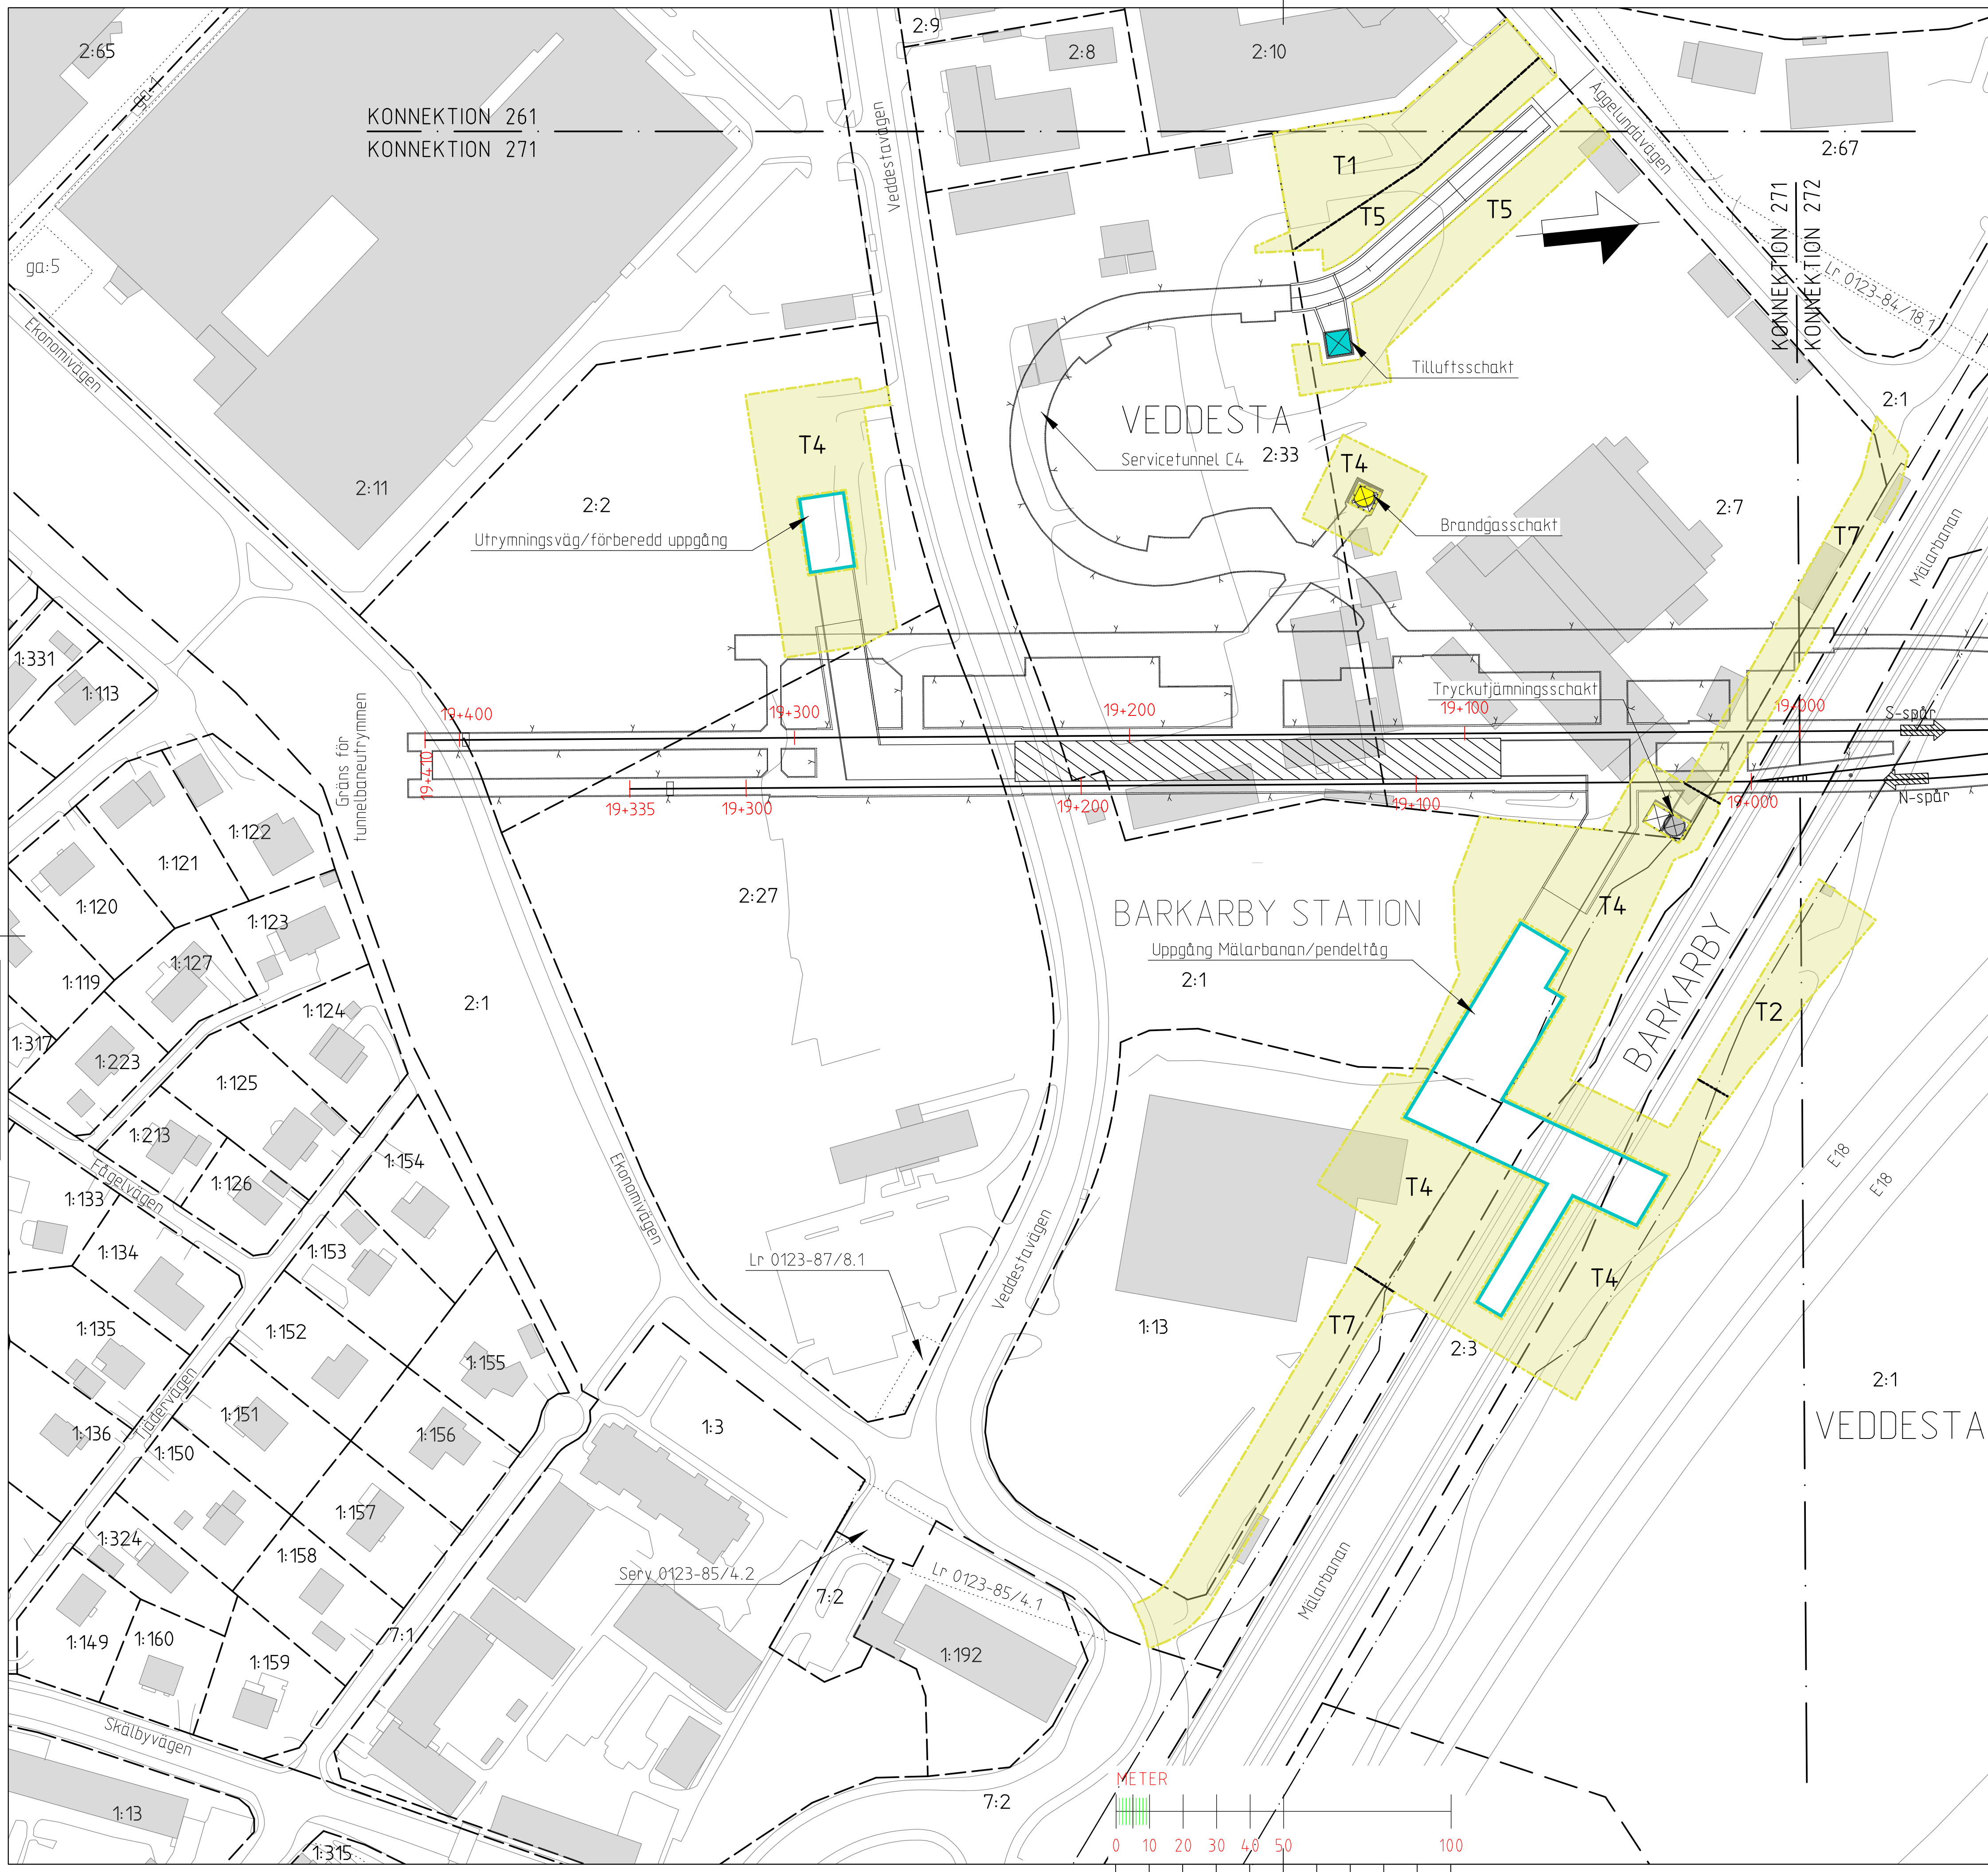 2:65
ga:1
KONNEKTION 261
KONNEKTION 271
2:9
2:8
2:10
Veddestavägen
Äggelundavägen
2:67
T1
T5
T5
KONNEKTION 271
KONNEKTION 272
Lr 0123-84/18.1
ga:5
Ekonomivägen
Tilluftsschakt
2:1
VEDDESTA
2:33
Servicetunnel C4
T4
T4
2:11
2:2
Utrymningsväg/förberedd uppgång
Brandgasschakt
2:7
T7
Mälarbanan
1:331
1:113
Gräns för
tunnelbaneutrymmen
19+400
19+410
19+300
19+200
19+100
19+000
Tryckutjämningsschakt
S-spår
N-spår
19+335
19+300
19+200
19+100
19+000
1:122
1:121
1:120
1:123
1:127
1:119
1:124
1:317
1:223
1:125
2:1
2:27
BARKARBY STATION
Uppgång Mälarbanan/pendeltåg
2:1
T4
BARKARBY
T2
1:213
1:154
Fågelvägen
1:126
1:133
1:134
1:153
Ekonomivägen
Lr 0123-87/8.1
Veddestavägen
T4
E18
E18
T4
1:135
1:152
1:155
1:13
T7
2:3
2:1
VEDDESTA
Tjädervägen
1:136
1:151
1:156
1:150
1:3
1:157
1:324
1:158
Serv 0123-85/4.2
Lr 0123-85/4.1
7:2
Mälarbanan
1:149
1:160
7:1
1:159
1:192
Skälbyvägen
1:13
7:2
1:315
METER
0 10 20 30 40 50 100